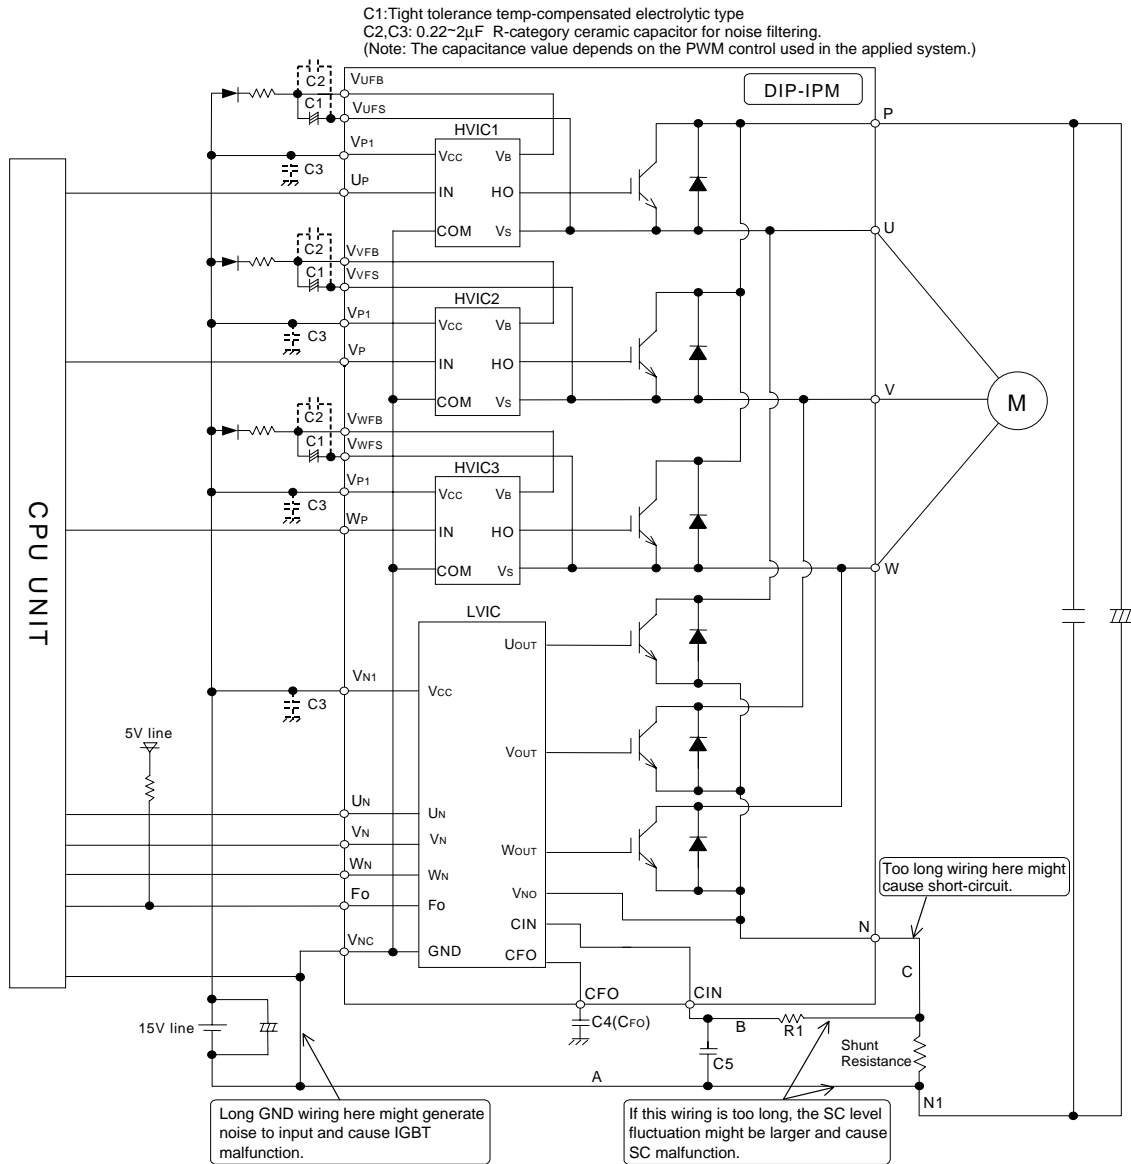 C1:Tight tolerance temp-compensated electrolytic type
C2,C3: 0.22~2μF R-category ceramic capacitor for noise filtering.
(Note: The capacitance value depends on the PWM control used in the applied system.)
DIP-IPM
C2
VUFB
C1
VUFS
P
HVIC1
VP1
VCC
VB
C3
UP
IN
HO
COM
VS
U
C2
VVFB
C1
VVFS
HVIC2
VP1
VCC
VB
C3
VP
IN
HO
COM
VS
V
M
C2
VWFB
C1
VWFS
HVIC3
VP1
VCC
VB
C3
WP
IN
HO
COM
VS
W
CPU UNIT
LVIC
UOUT
VN1
VCC
C3
5V line
VOUT
UN
UN
VN
VN
WOUT
WN
WN
Too long wiring here might
cause short-circuit.
VNO
Fo
Fo
CIN
N
VNC
GND
CFO
C
CFO
CIN
15V line
C4(CFO)
B
R1
Shunt
Resistance
C5
A
N1
Long GND wiring here might generate
noise to input and cause IGBT
malfunction.
If this wiring is too long, the SC level
fluctuation might be larger and cause
SC malfunction.